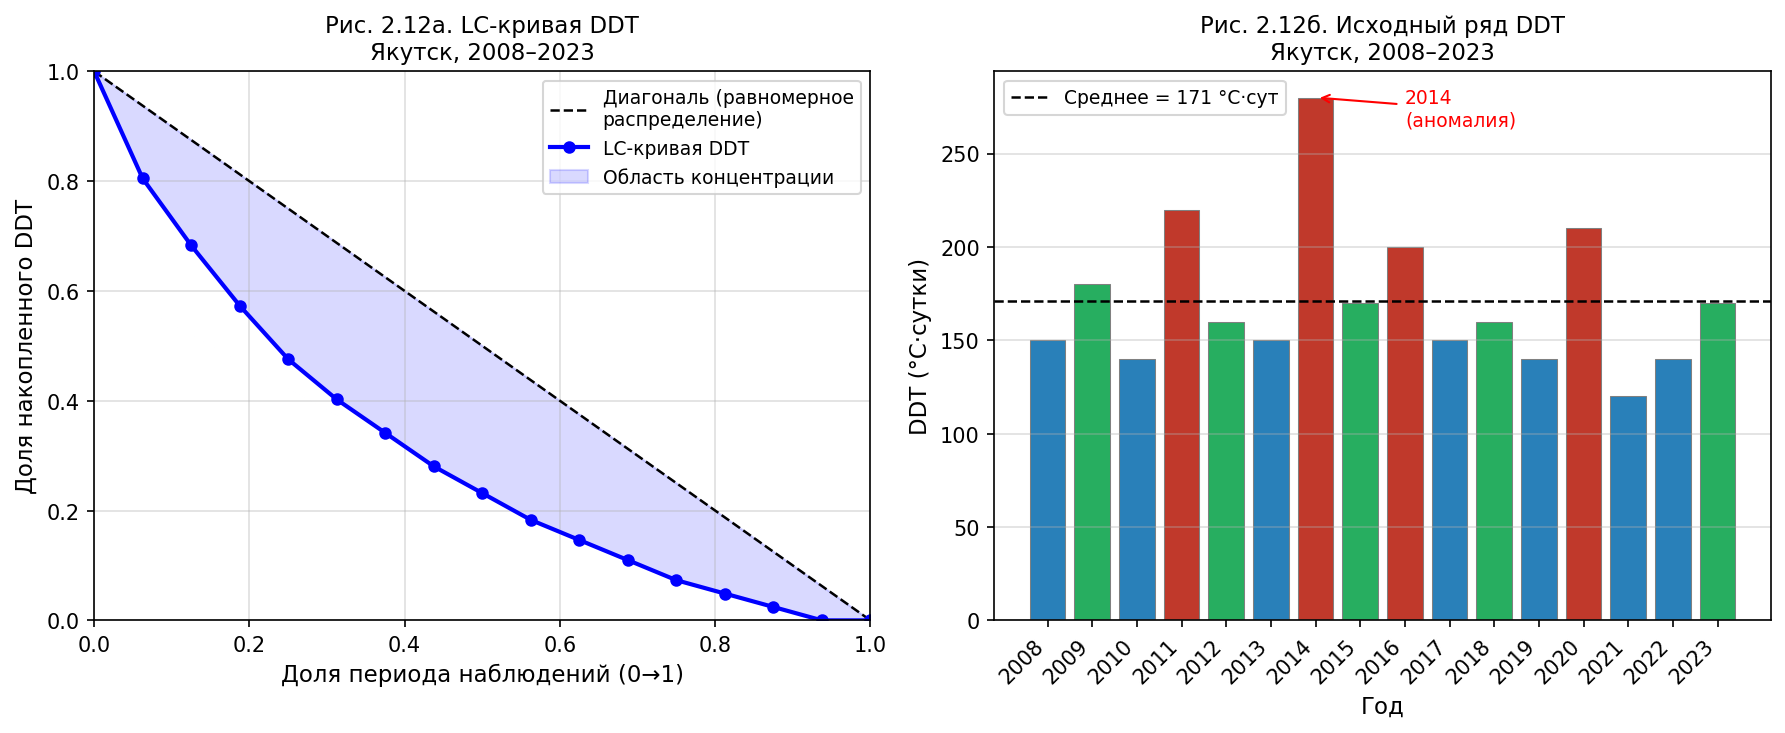 Рис. 2.12а. LC-кривая DDT
Якутск, 2008–2023
Диагональ (равномерное
распределение)
LC-кривая DDT
Область концентрации
Доля накопленного DDT
1.0
0.8
0.6
0.4
0.2
0.0
0.0 0.2 0.4 0.6 0.8 1.0
Доля периода наблюдений (0→1)
Рис. 2.12б. Исходный ряд DDT
Якутск, 2008–2023
Среднее = 171 °C·сут
2014
(аномалия)
DDT (°C·сутки)
250
200
150
100
50
0
2008 2009 2010 2011 2012 2013 2014 2015 2016 2017 2018 2019 2020 2021 2022 2023
Год